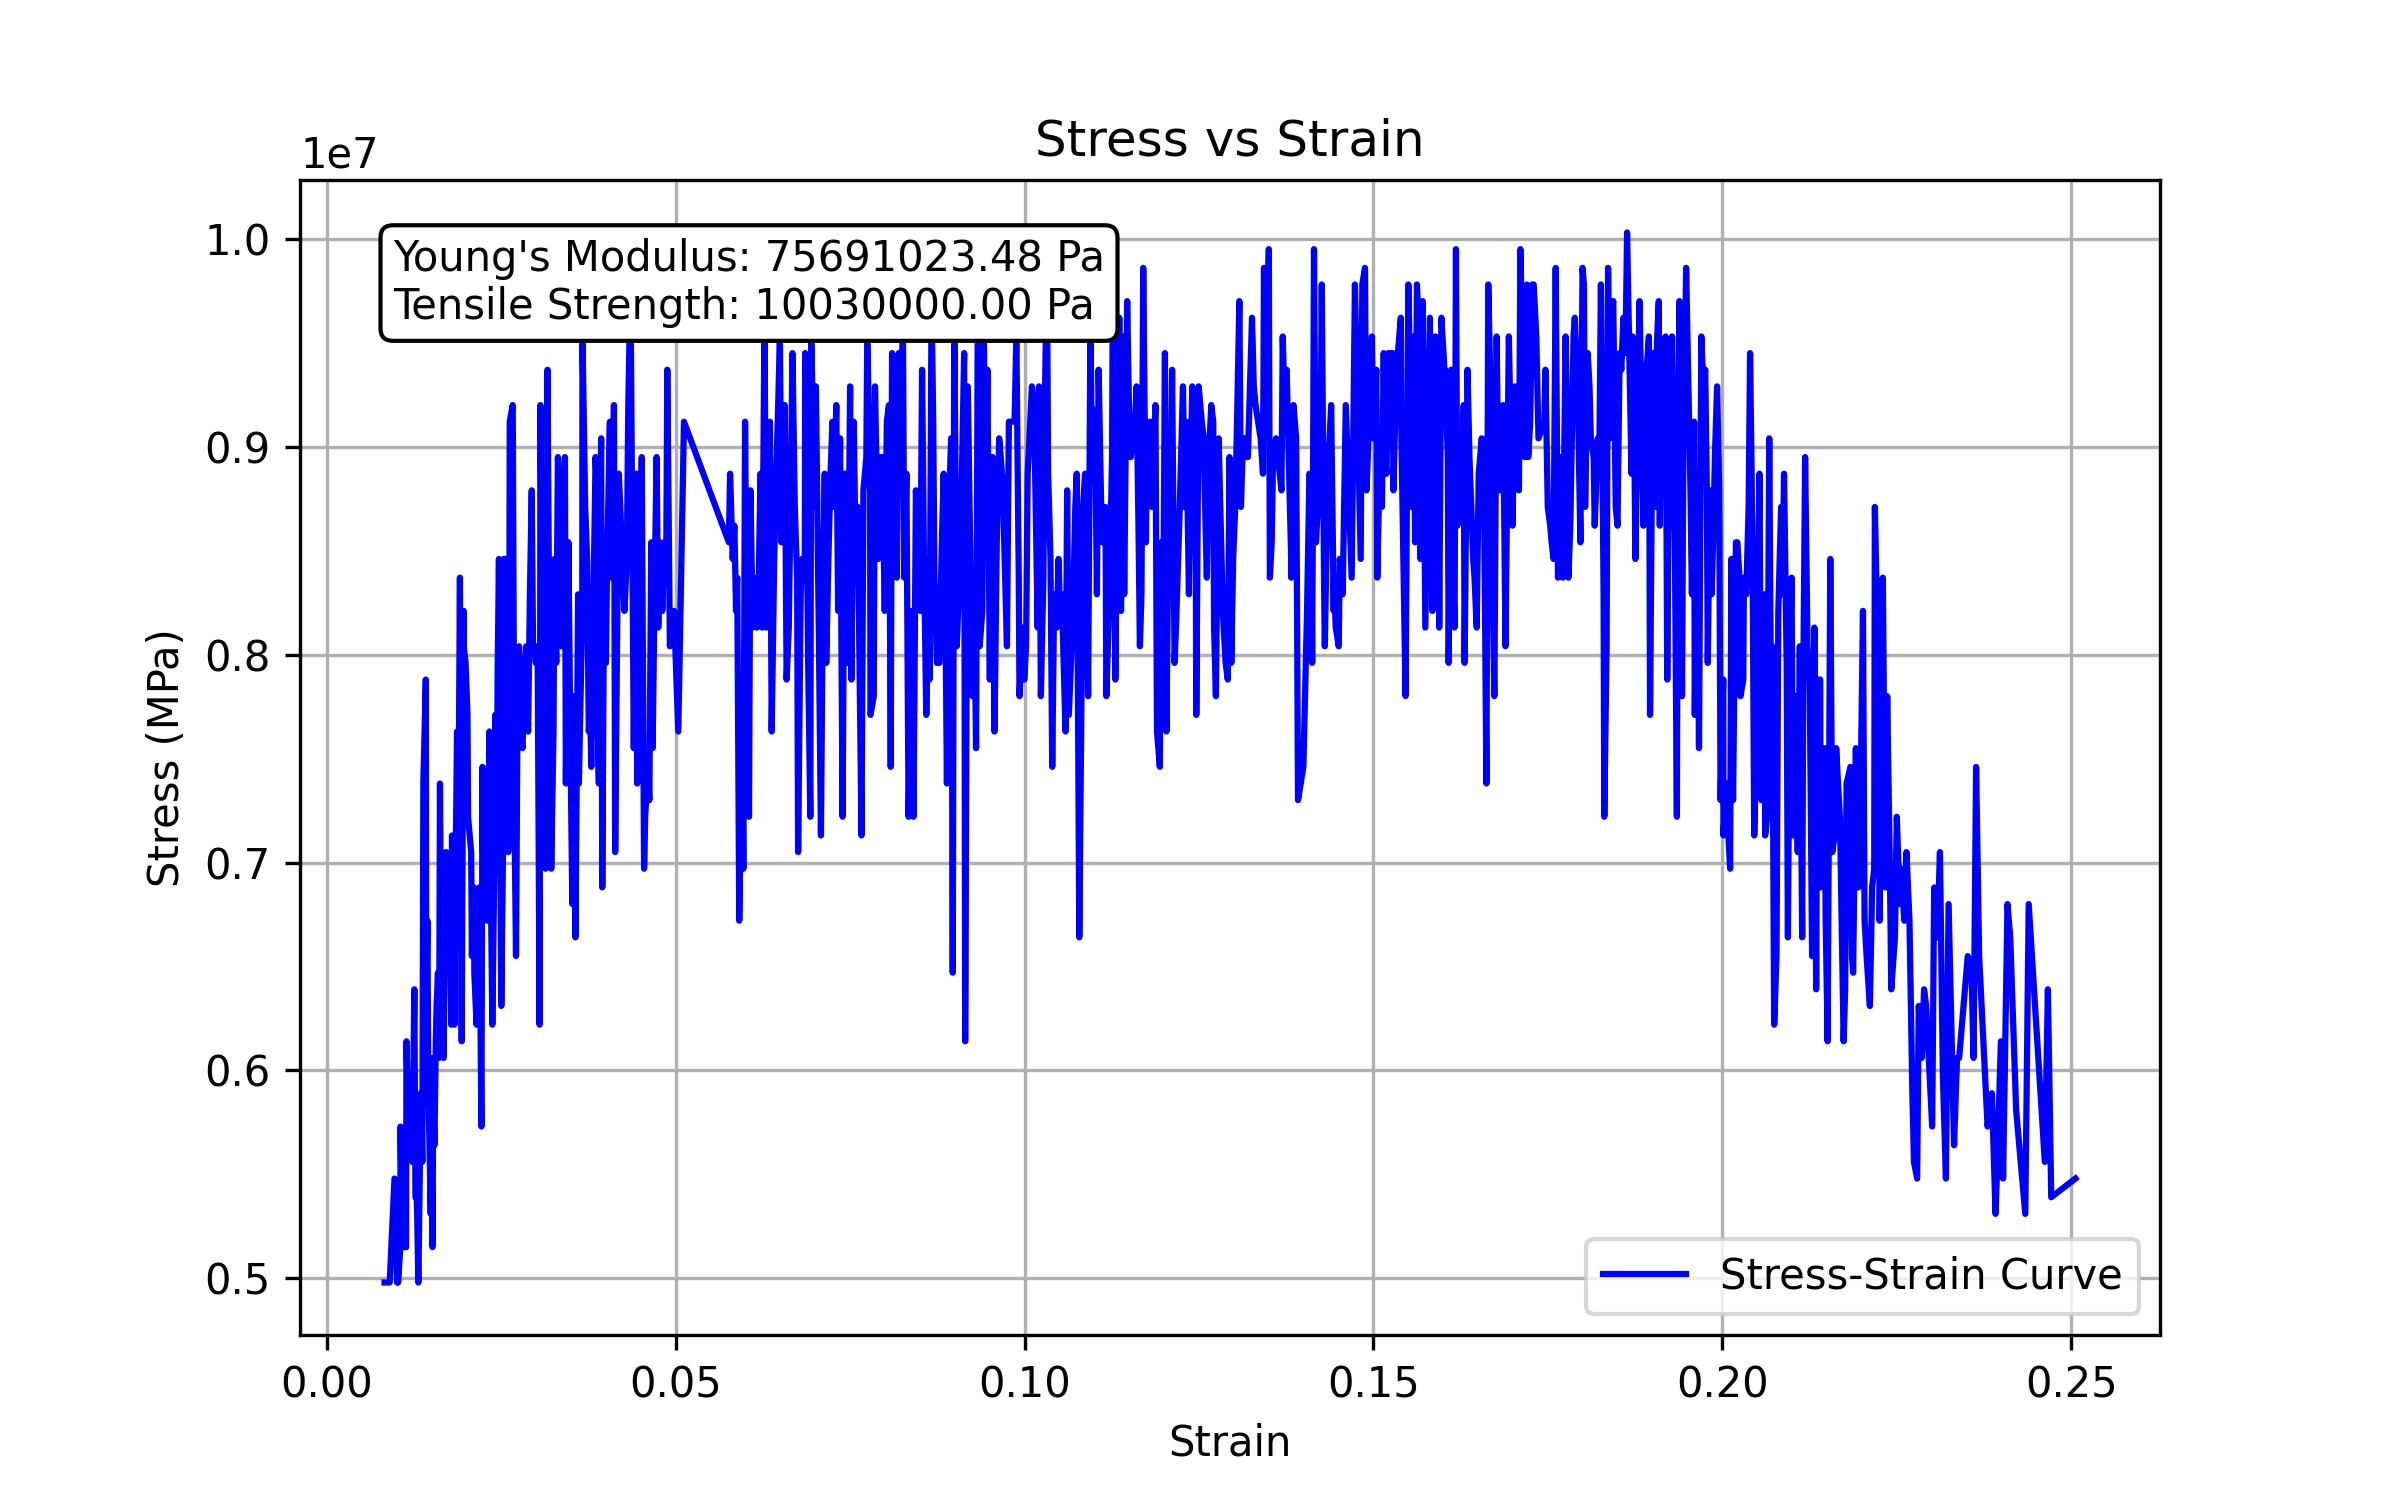 Stress vs Strain
1e7
Young's Modulus: 75691023.48 Pa
Tensile Strength: 10030000.00 Pa
1.0
0.9
0.8
0.7
0.6
0.5
Stress (MPa)
Stress-Strain Curve
0.00 0.05 0.10 0.15 0.20 0.25
Strain